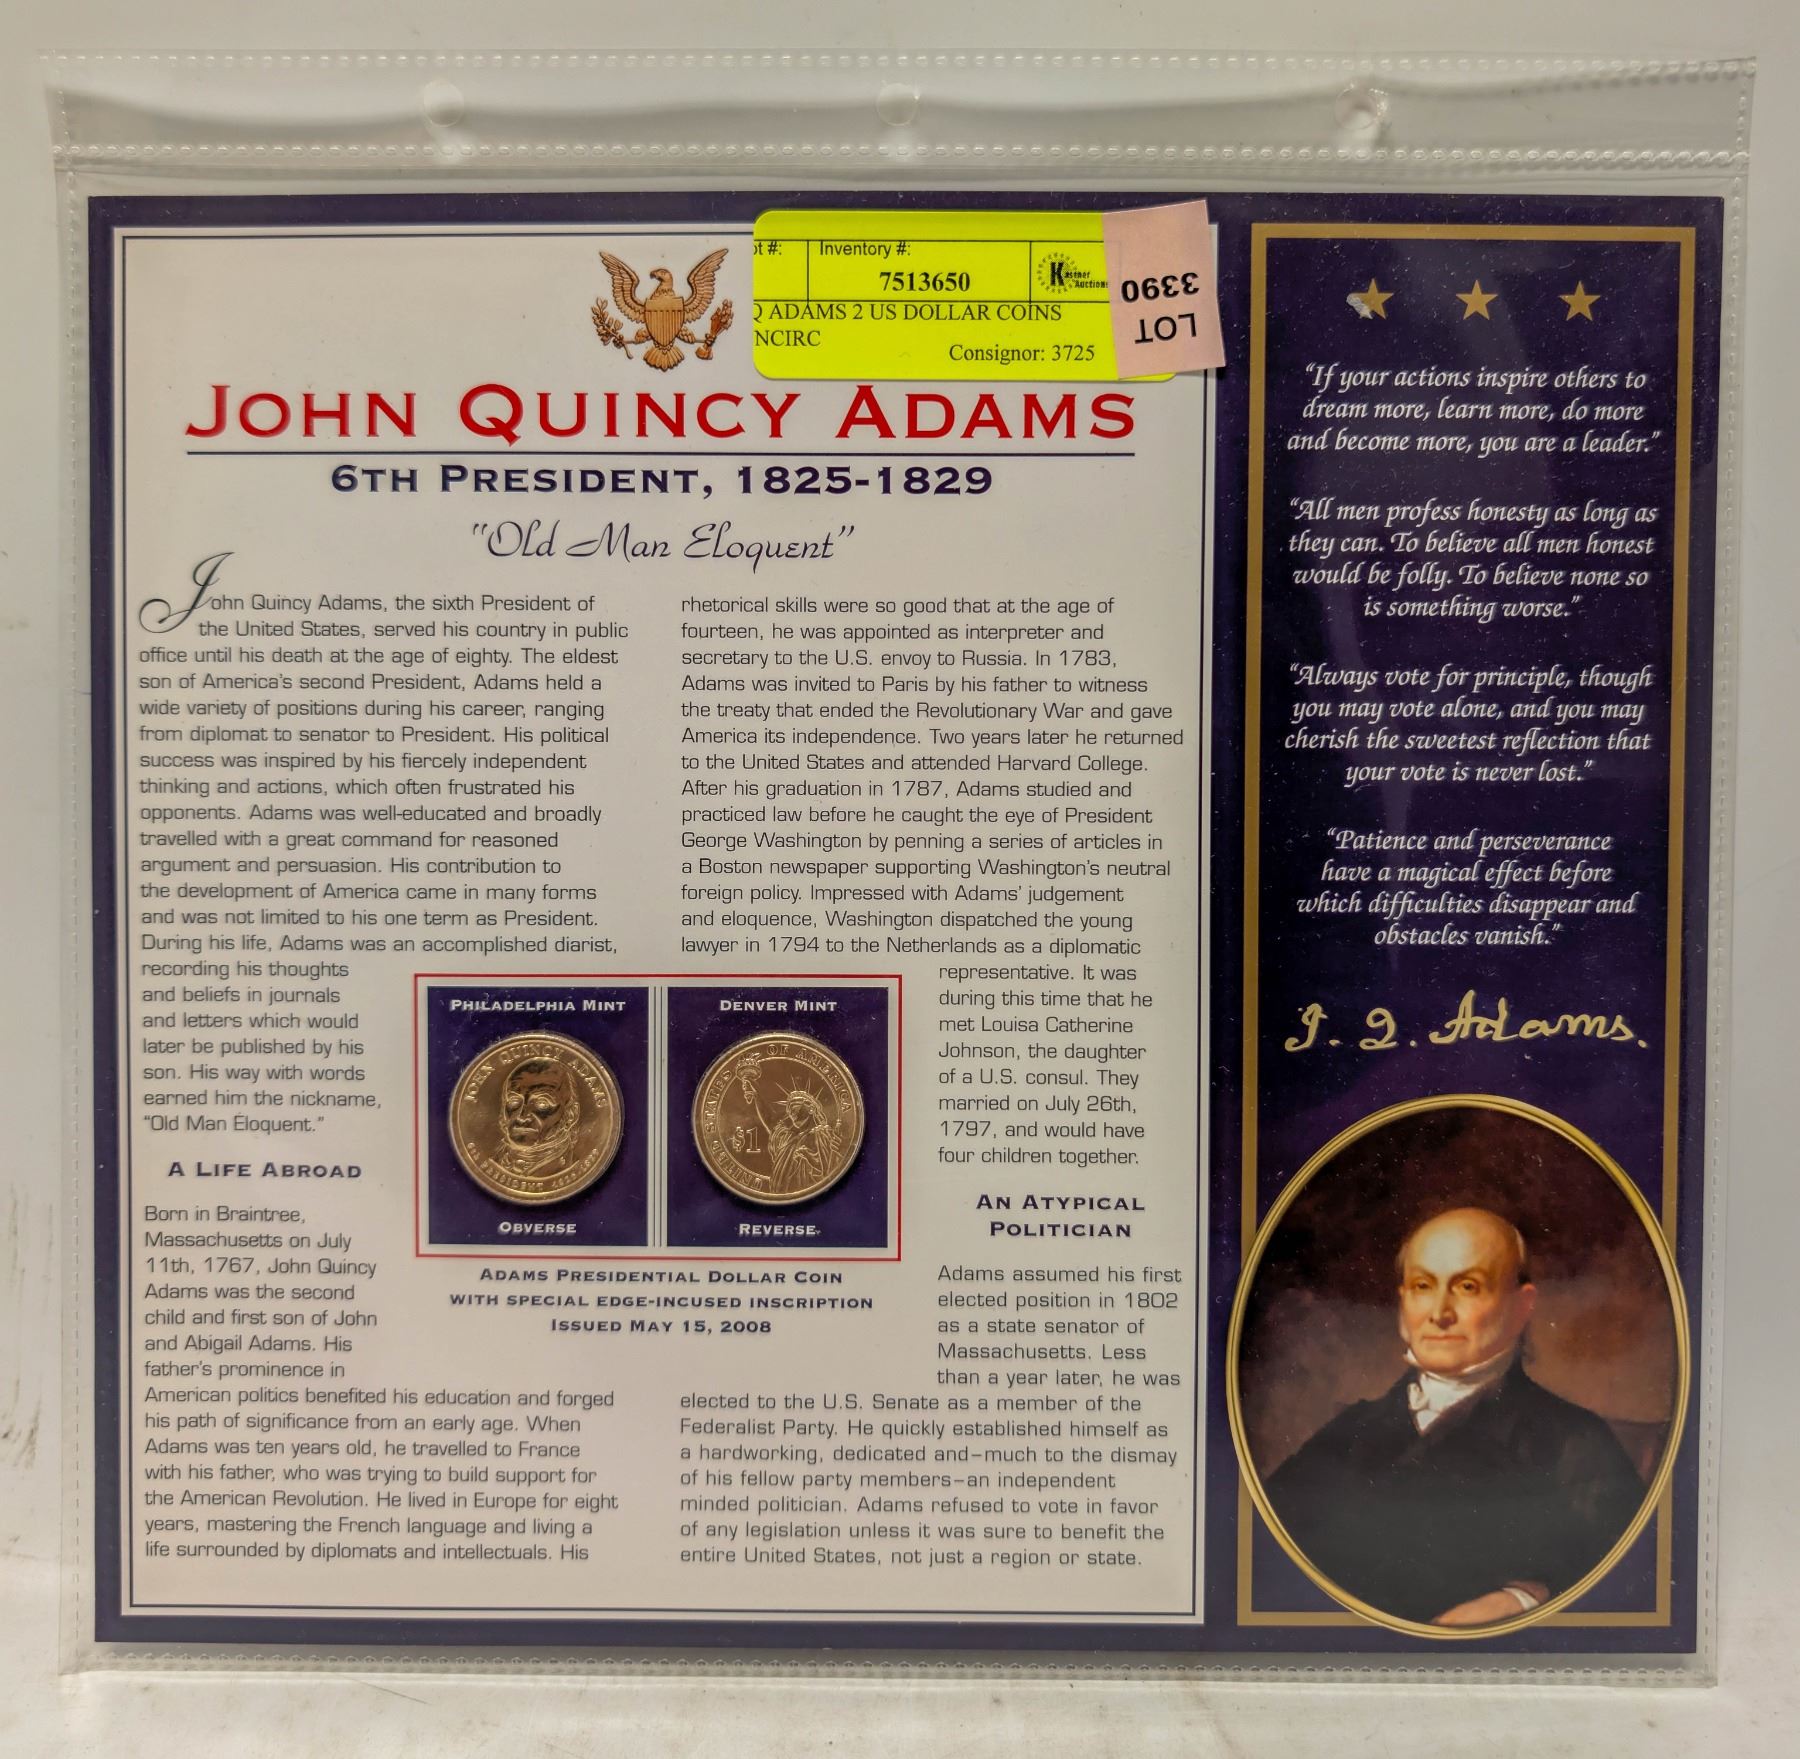 Inventory #:
7513650
Kastner
Auctions
ADAMS 2 US DOLLAR COINS
Consignor: 3725
LOT
3390
JOHN QUINCY ADAMS
6TH PRESIDENT, 1825-1829
"Old Man Eloquent"
John Quincy Adams, the sixth President of
the United States, served his country in public
office until his death at the age of eighty. The eldest
son of America's second President, Adams held a
wide variety of positions during his career, ranging
from diplomat to senator to President. His political
success was inspired by his fiercely independent
thinking and actions, which often frustrated his
opponents. Adams was well-educated and broadly
travelled with a great command for reasoned
argument and persuasion. His contribution to
the development of America came in many forms
and was not limited to his one term as President.
During his life, Adams was an accomplished diarist,
recording his thoughts
and beliefs in journals
and letters which would
later be published by his
son. His way with words
earned him the nickname,
"Old Man Eloquent."
A LIFE ABROAD
Born in Braintree,
Massachusetts on July
11th, 1767, John Quincy
Adams was the second
child and first son of John
and Abigail Adams. His
father's prominence in
American politics benefited his education and forged
his path of significance from an early age. When
Adams was ten years old, he travelled to France
with his father, who was trying to build support for
the American Revolution. He lived in Europe for eight
years, mastering the French language and living a
life surrounded by diplomats and intellectuals. His
rhetorical skills were so good that at the age of
fourteen, he was appointed as interpreter and
secretary to the U.S. envoy to Russia. In 1783,
Adams was invited to Paris by his father to witness
the treaty that ended the Revolutionary War and gave
America its independence. Two years later he returned
to the United States and attended Harvard College.
After his graduation in 1787, Adams studied and
practiced law before he caught the eye of President
George Washington by penning a series of articles in
a Boston newspaper supporting Washington's neutral
foreign policy. Impressed with Adams' judgement
and eloquence, Washington dispatched the young
lawyer in 1794 to the Netherlands as a diplomatic
representative. It was
during this time that he
met Louisa Catherine
Johnson, the daughter
of a U.S. consul. They
married on July 26th,
1797, and would have
four children together.
AN ATYPICAL
POLITICIAN
Adams assumed his first
elected position in 1802
as a state senator of
Massachusetts. Less
than a year later, he was
elected to the U.S. Senate as a member of the
Federalist Party. He quickly established himself as
a hardworking, dedicated and–much to the dismay
of his fellow party members–an independent
minded politician. Adams refused to vote in favor
of any legislation unless it was sure to benefit the
entire United States, not just a region or state.
PHILADELPHIA MINT
JOHN QUINCY ADAMS
6TH PRESIDENT 1825-1829
OBVERSE
DENVER MINT
UNITED STATES OF AMERICA
$1
REVERSE
ADAMS PRESIDENTIAL DOLLAR COIN
WITH SPECIAL EDGE-INCUSED INSCRIPTION
ISSUED MAY 15, 2008
"If your actions inspire others to
dream more, learn more, do more
and become more, you are a leader."
"All men profess honesty as long as
they can. To believe all men honest
would be folly. To believe none so
is something worse."
"Always vote for principle, though
you may vote alone, and you may
cherish the sweetest reflection that
your vote is never lost."
"Patience and perseverance
have a magical effect before
which difficulties disappear and
obstacles vanish."
J. Q. Adams.